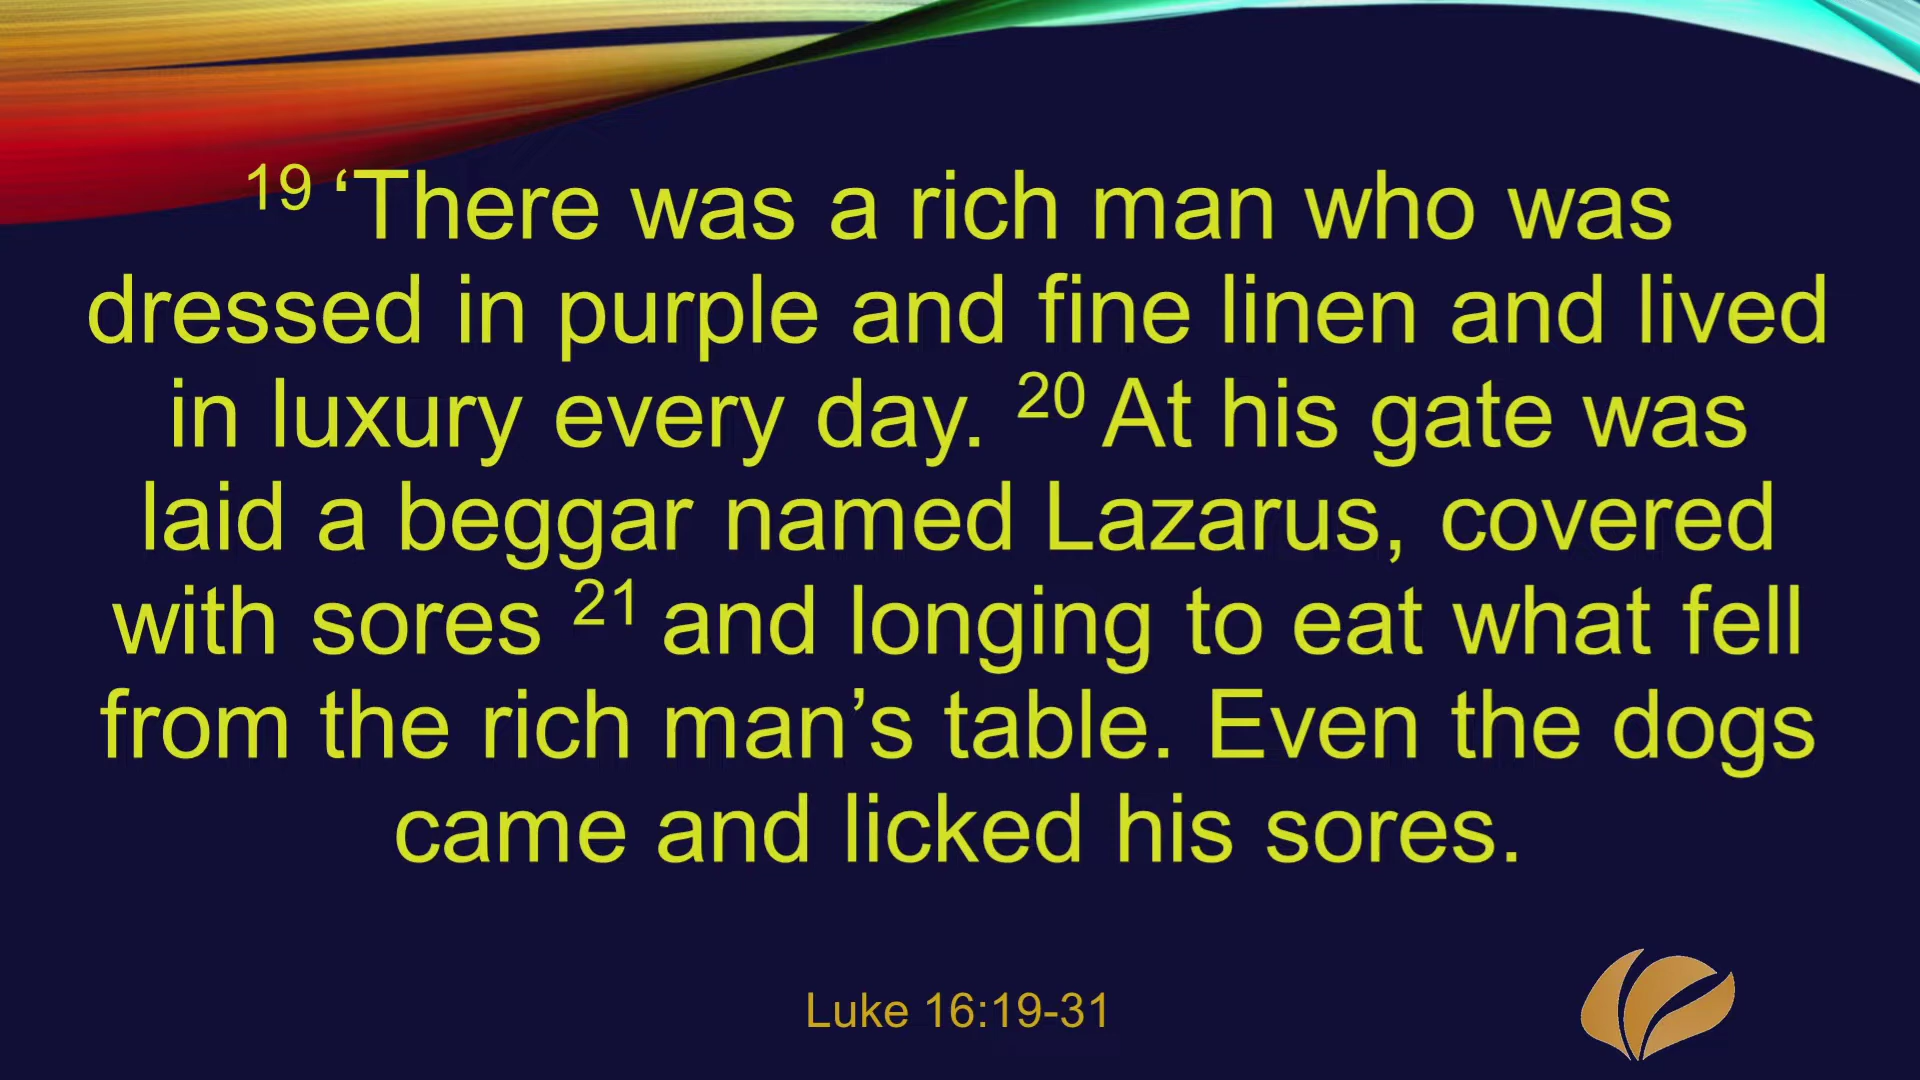 19 ‘There was a rich man who was
dressed in purple and fine linen and lived
in luxury every day. 20 At his gate was
laid a beggar named Lazarus, covered
with sores 21 and longing to eat what fell
from the rich man’s table. Even the dogs
came and licked his sores.
Luke 16:19-31